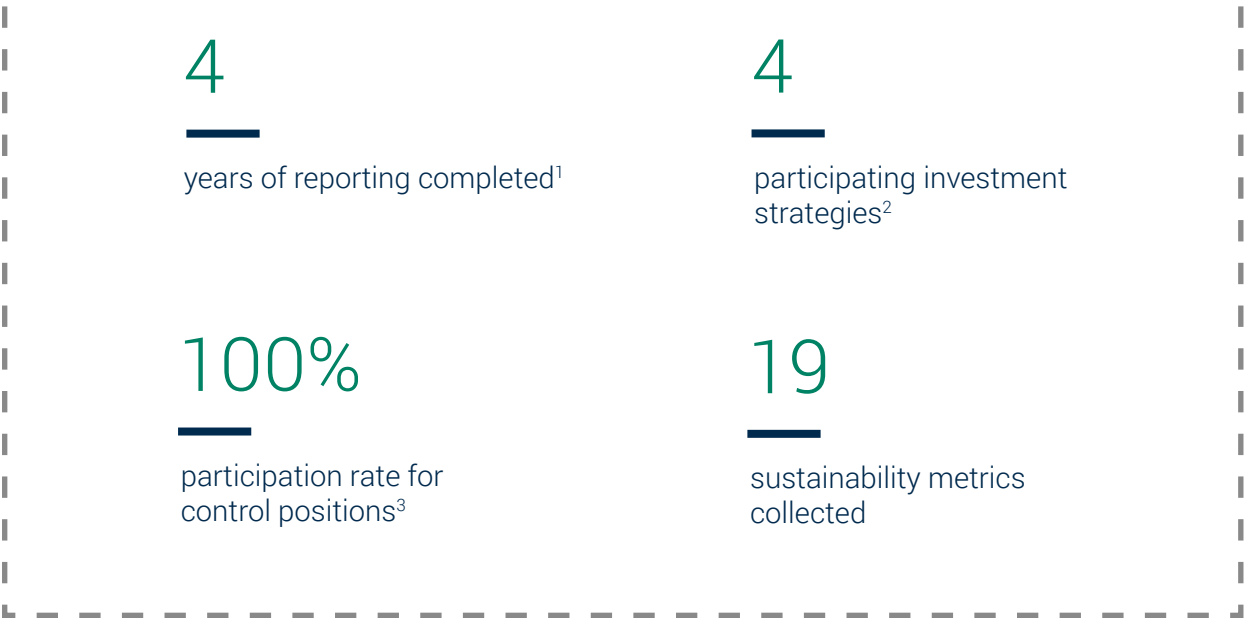 4
years of reporting completed¹
4
participating investment
strategies²
100%
participation rate for
control positions³
19
sustainability metrics
collected